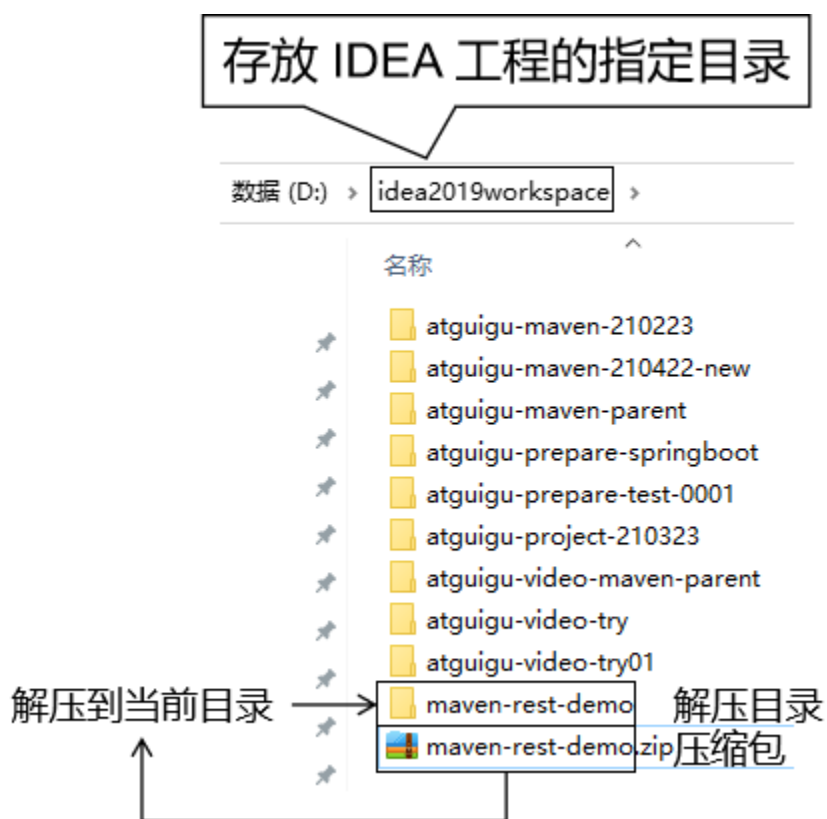 存放 IDEA 工程的指定目录
数据 (D:) > idea2019workspace >
名称
atguigu-maven-210223
atguigu-maven-210422-new
atguigu-maven-parent
atguigu-prepare-springboot
atguigu-prepare-test-0001
atguigu-project-210323
atguigu-video-maven-parent
atguigu-video-try
atguigu-video-try01
解压到当前目录 maven-rest-demo 解压目录
maven-rest-demo.zip 压缩包